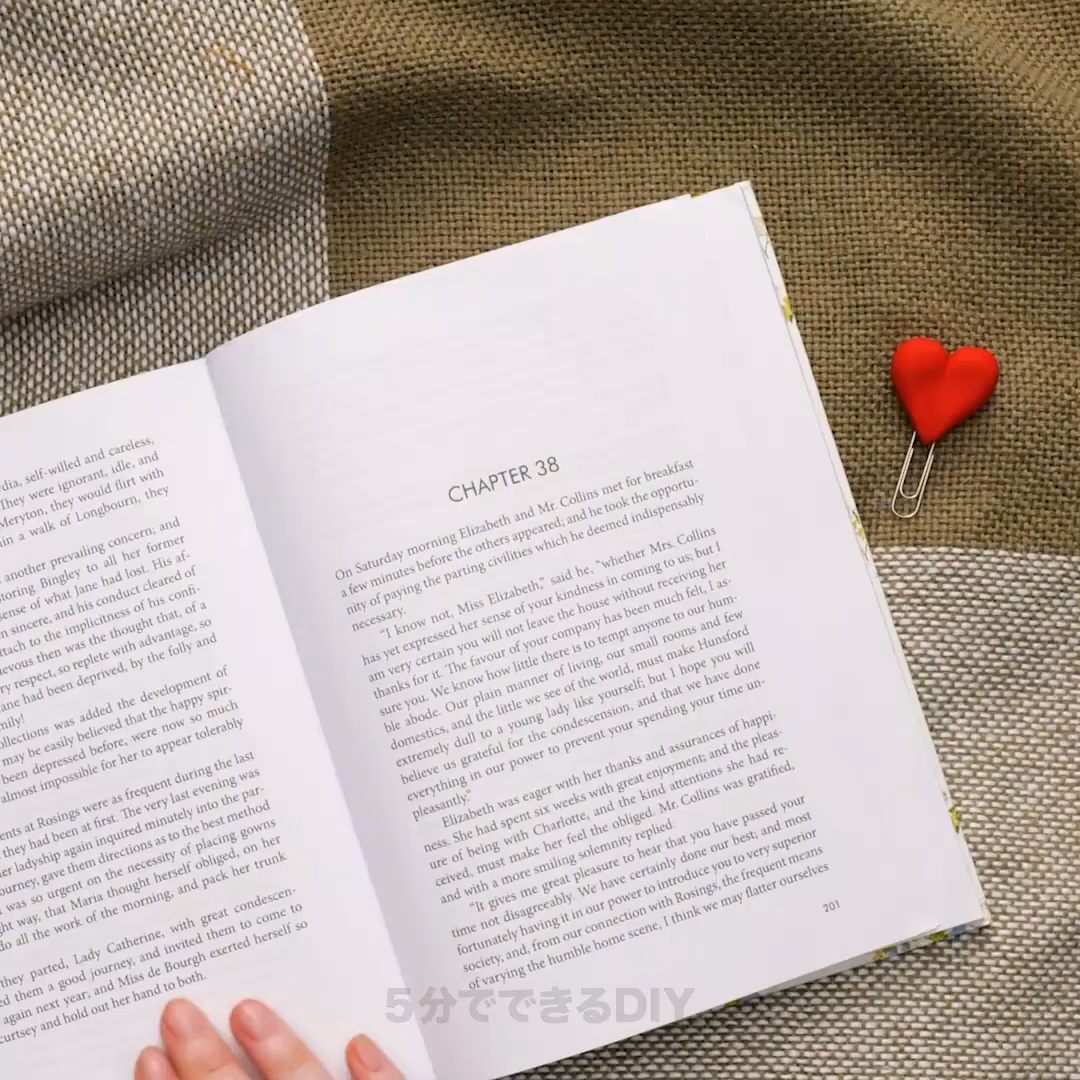 dia, self-willed and careless,
They were ignorant, idle, and
Meryton, they would flirt with
in a walk of Longbourn, they
another prevailing concern; and
toring Bingley to all her former
ense of what Jane had lost. His af-
n sincere, and his conduct cleared of
ttach to the implicitness of his confi-
ievous then was the thought that, of a
ry respect, so replete with advantage, so
ane had been deprived, by the folly and
mily!
ollections was added the development of
may be easily believed that the happy spir-
been depressed before, were now so much
almost impossible for her to appear tolerably
ents at Rosings were as frequent during the last
they had been at first. The very last evening was
her ladyship again inquired minutely into the par-
ourney, gave them directions as to the best method
was so urgent on the necessity of placing gowns
ght way, that Maria thought herself obliged, on her
do all the work of the morning, and pack her trunk
they parted, Lady Catherine, with great condescen-
ed them a good journey, and invited them to come to
again next year, and Miss de Bourgh exerted herself so
curtsey and hold out her hand to both.
CHAPTER 38
On Saturday morning Elizabeth and Mr. Collins met for breakfast
a few minutes before the others appeared; and he took the opportu-
nity of paying the parting civilities which he deemed indispensably
necessary.
“I know not, Miss Elizabeth,” said he, “whether Mrs. Collins
has yet expressed her sense of your kindness in coming to us; but I
am very certain you will not leave the house without receiving her
thanks for it. The favour of your company has been much felt, I as-
sure you. We know how little there is to tempt anyone to our hum-
ble abode. Our plain manner of living, our small rooms and few
domestics, and the little we see of the world, must make Hunsford
extremely dull to a young lady like yourself; but I hope you will
believe us grateful for the condescension, and that we have done
everything in our power to prevent your spending your time un-
pleasantly.”
Elizabeth was eager with her thanks and assurances of happi-
ness. She had spent six weeks with great enjoyment; and the pleas-
ure of being with Charlotte, and the kind attentions she had re-
ceived, must make her feel the obliged. Mr. Collins was gratified,
and with a more smiling solemnity replied:
“It gives me great pleasure to hear that you have passed your
time not disagreeably. We have certainly done our best; and most
fortunately having it in our power to introduce you to very superior
society, and, from our connection with Rosings, the frequent means
of varying the humble home scene, I think we may flatter ourselves
201
5分でできるDIY